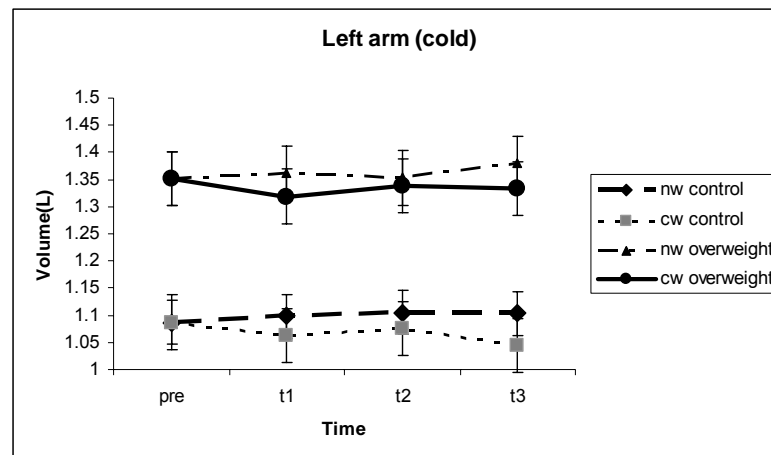 Left arm (cold)
1.5
1.45
1.4
1.35
1.3
1.25
1.2
1.15
1.1
1.05
1
Volume(L)
pre t1 t2 t3
Time
nw control
cw control
nw overweight
cw overweight